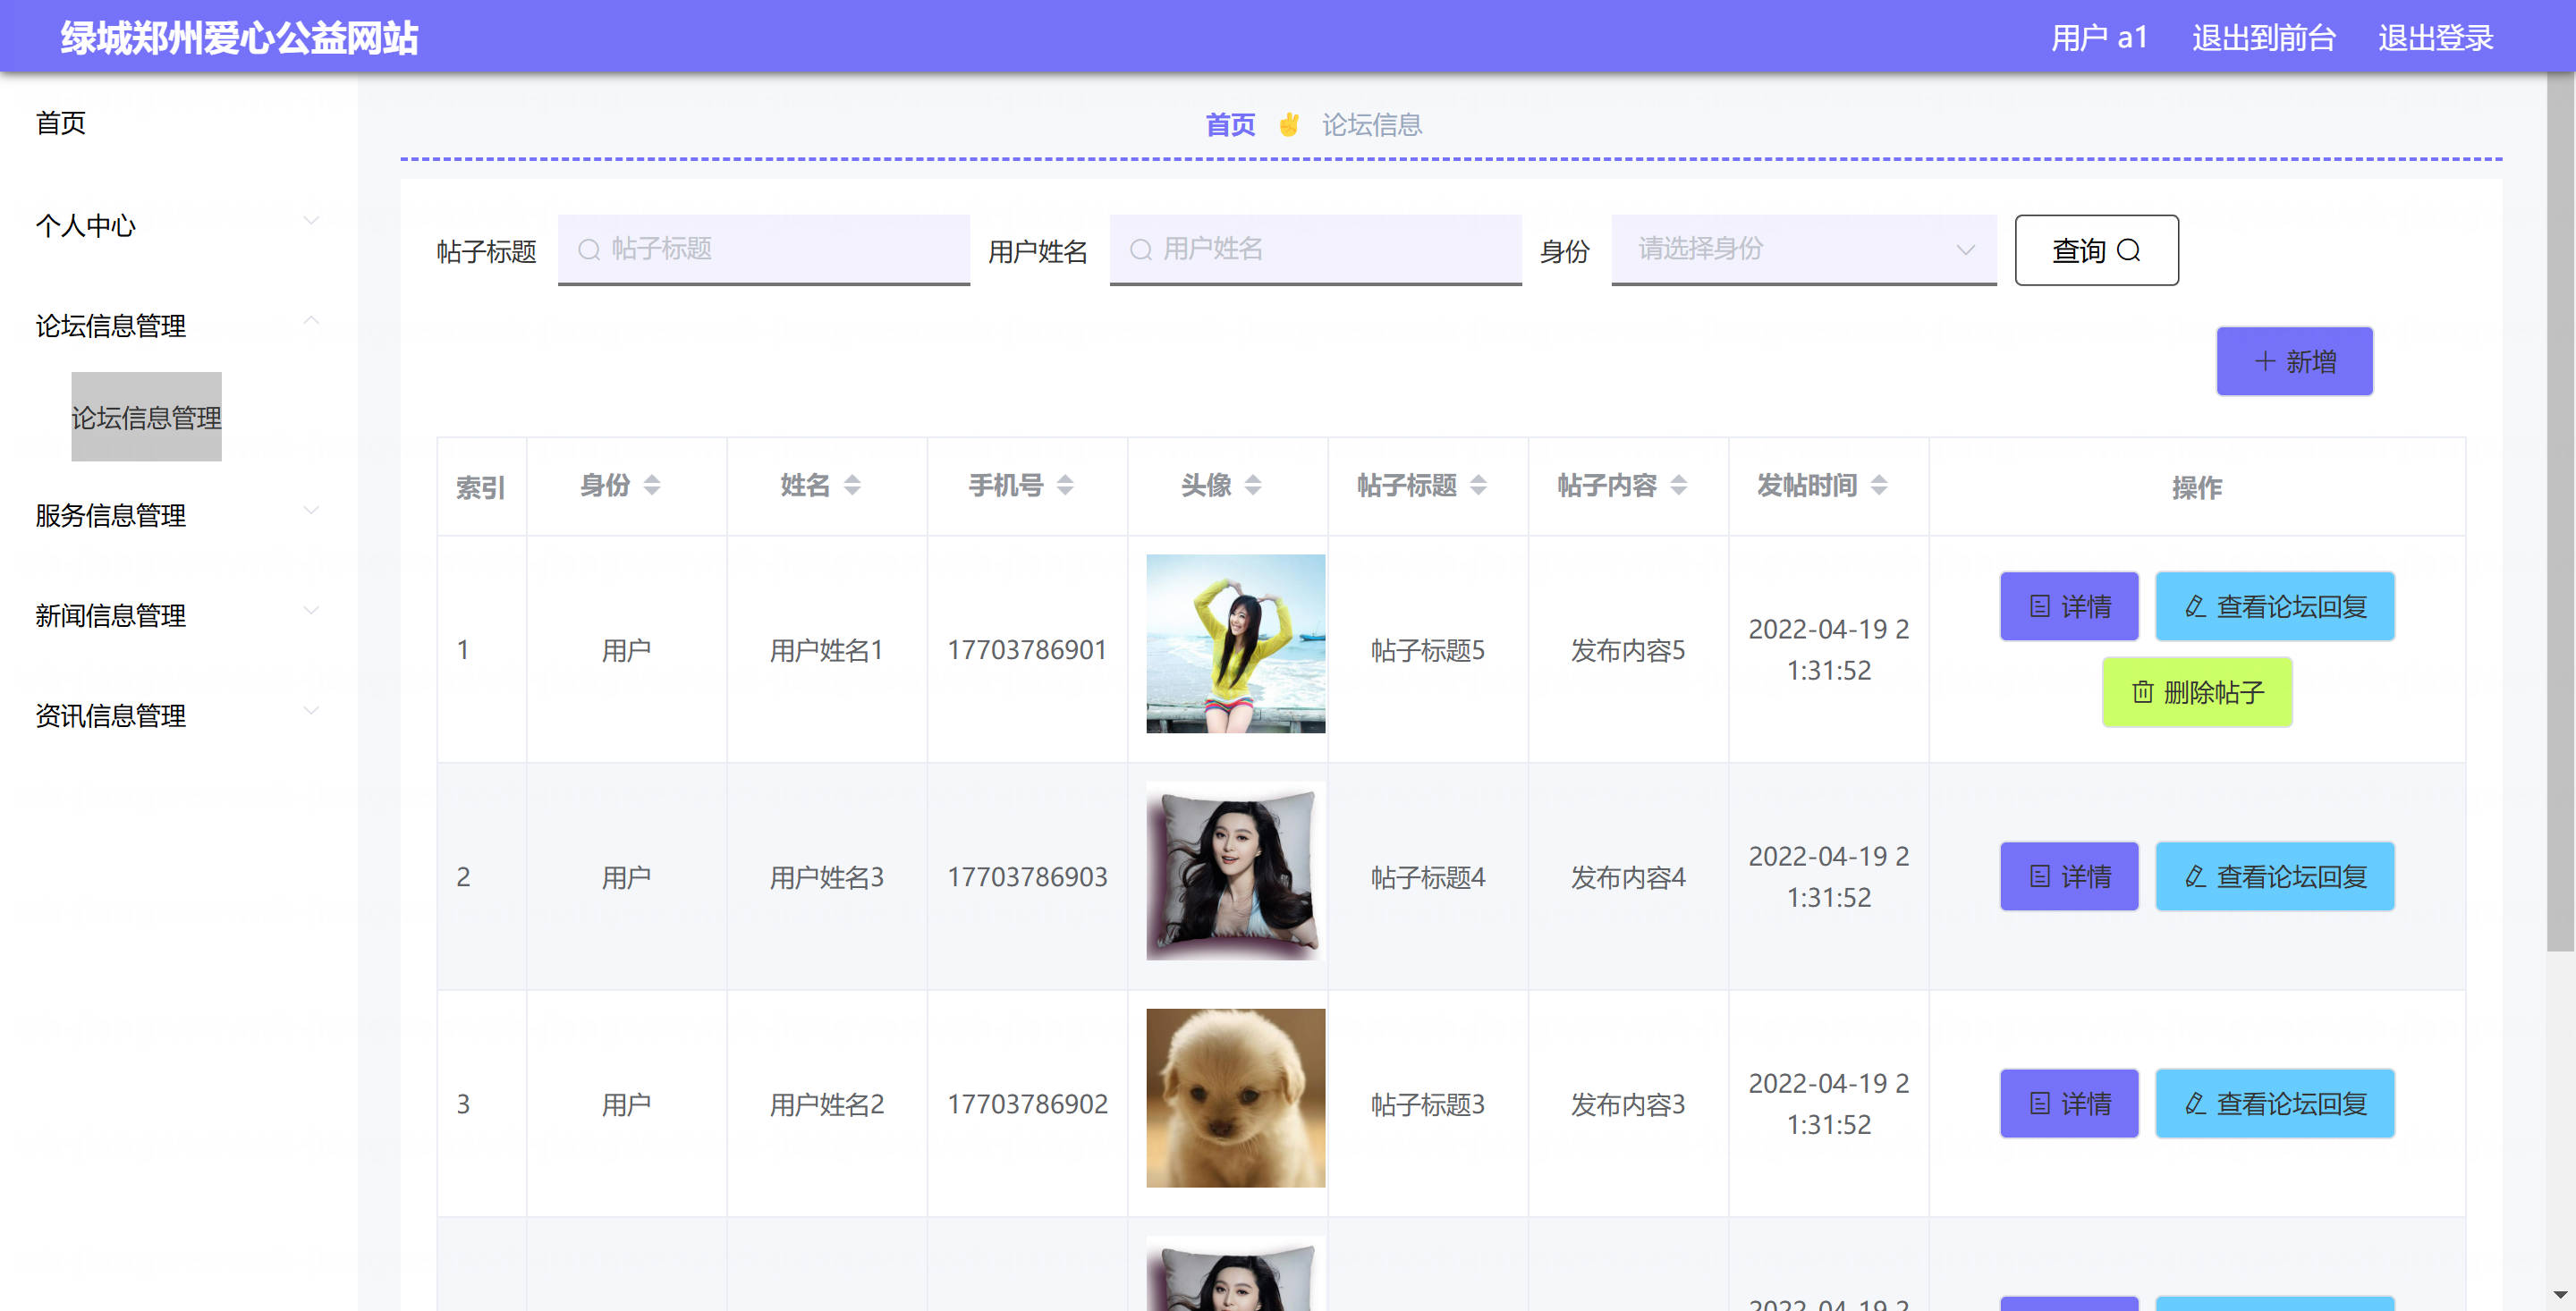 绿城郑州爱心公益网站
用户 a1 退出到前台 退出登录
首页
个人中心
论坛信息管理
论坛信息管理
服务信息管理
新闻信息管理
资讯信息管理
首页 ✌ 论坛信息
帖子标题 帖子标题 用户姓名 用户姓名 身份 请选择身份 查询
新增
索引 身份 姓名 手机号 头像 帖子标题 帖子内容 发帖时间 操作
1 用户 用户姓名1 17703786901 帖子标题5 发布内容5 2022-04-19 2
1:31:52
详情 查看论坛回复
删除帖子
2 用户 用户姓名3 17703786903 帖子标题4 发布内容4 2022-04-19 2
1:31:52
详情 查看论坛回复
3 用户 用户姓名2 17703786902 帖子标题3 发布内容3 2022-04-19 2
1:31:52
详情 查看论坛回复
2022-04-19 2